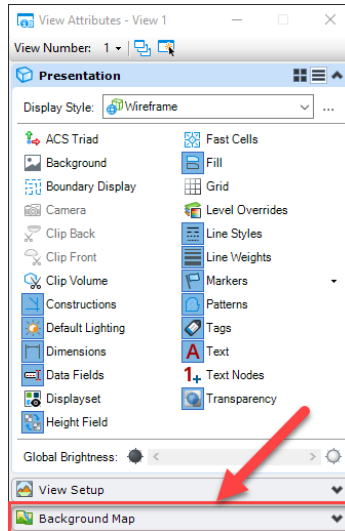 View Attributes - View 1
View Number: 1
Presentation
Display Style: Wireframe ...
ACS Triad Fast Cells
Background Fill
Boundary Display Grid
Camera Level Overrides
Clip Back Line Styles
Clip Front Line Weights
Clip Volume Markers
Constructions Patterns
Default Lighting Tags
Dimensions A Text
Data Fields 1+ Text Nodes
Displayset Transparency
Height Field
Global Brightness:
View Setup
Background Map